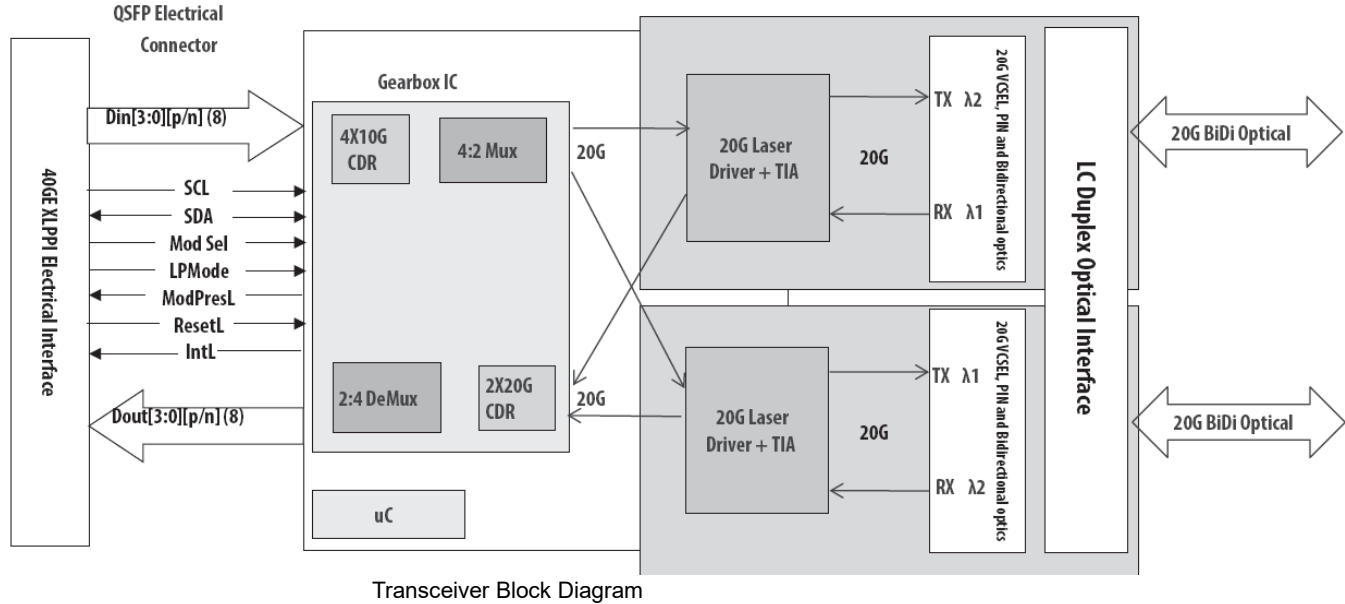 QSFP Electrical
Connector
40GE XLPPI Electrical Interface
Din[3:0][p/n] (8)
SCL
SDA
Mod Sel
LPMode
ModPresL
ResetL
IntL
Dout[3:0][p/n] (8)
Gearbox IC
4X10G
CDR
4:2 Mux
2:4 DeMux
2X20G
CDR
uC
20G
20G
20G Laser
Driver + TIA
20G
TX λ2
RX λ1
20G VCSEL, PIN and Bidirectional optics
20G Laser
Driver + TIA
20G
TX λ1
RX λ2
20G VCSEL, PIN and Bidirectional optics
LC Duplex Optical Interface
20G BiDi Optical
20G BiDi Optical
Transceiver Block Diagram